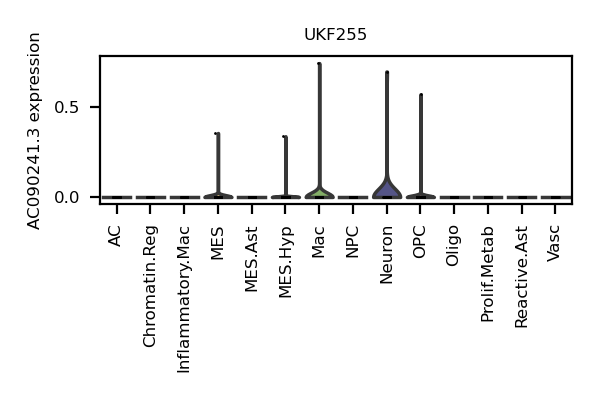 UKF255
AC090241.3 expression
0.5
0.0
AC
Chromatin.Reg
Inflammatory.Mac
MES
MES.Ast
MES.Hyp
Mac
NPC
Neuron
OPC
Oligo
Prolif.Metab
Reactive.Ast
Vasc